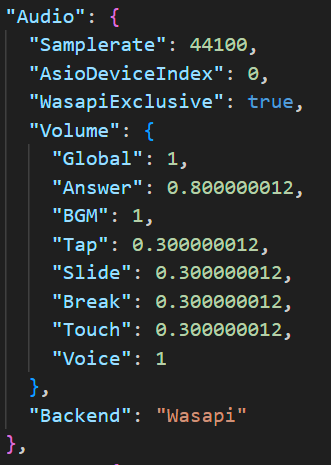 "Audio": {
"Samplerate": 44100,
"AsioDeviceIndex": 0,
"WasapiExclusive": true,
"Volume": {
"Global": 1,
"Answer": 0.800000012,
"BGM": 1,
"Tap": 0.300000012,
"Slide": 0.300000012,
"Break": 0.300000012,
"Touch": 0.300000012,
"Voice": 1
},
"Backend": "Wasapi"
},